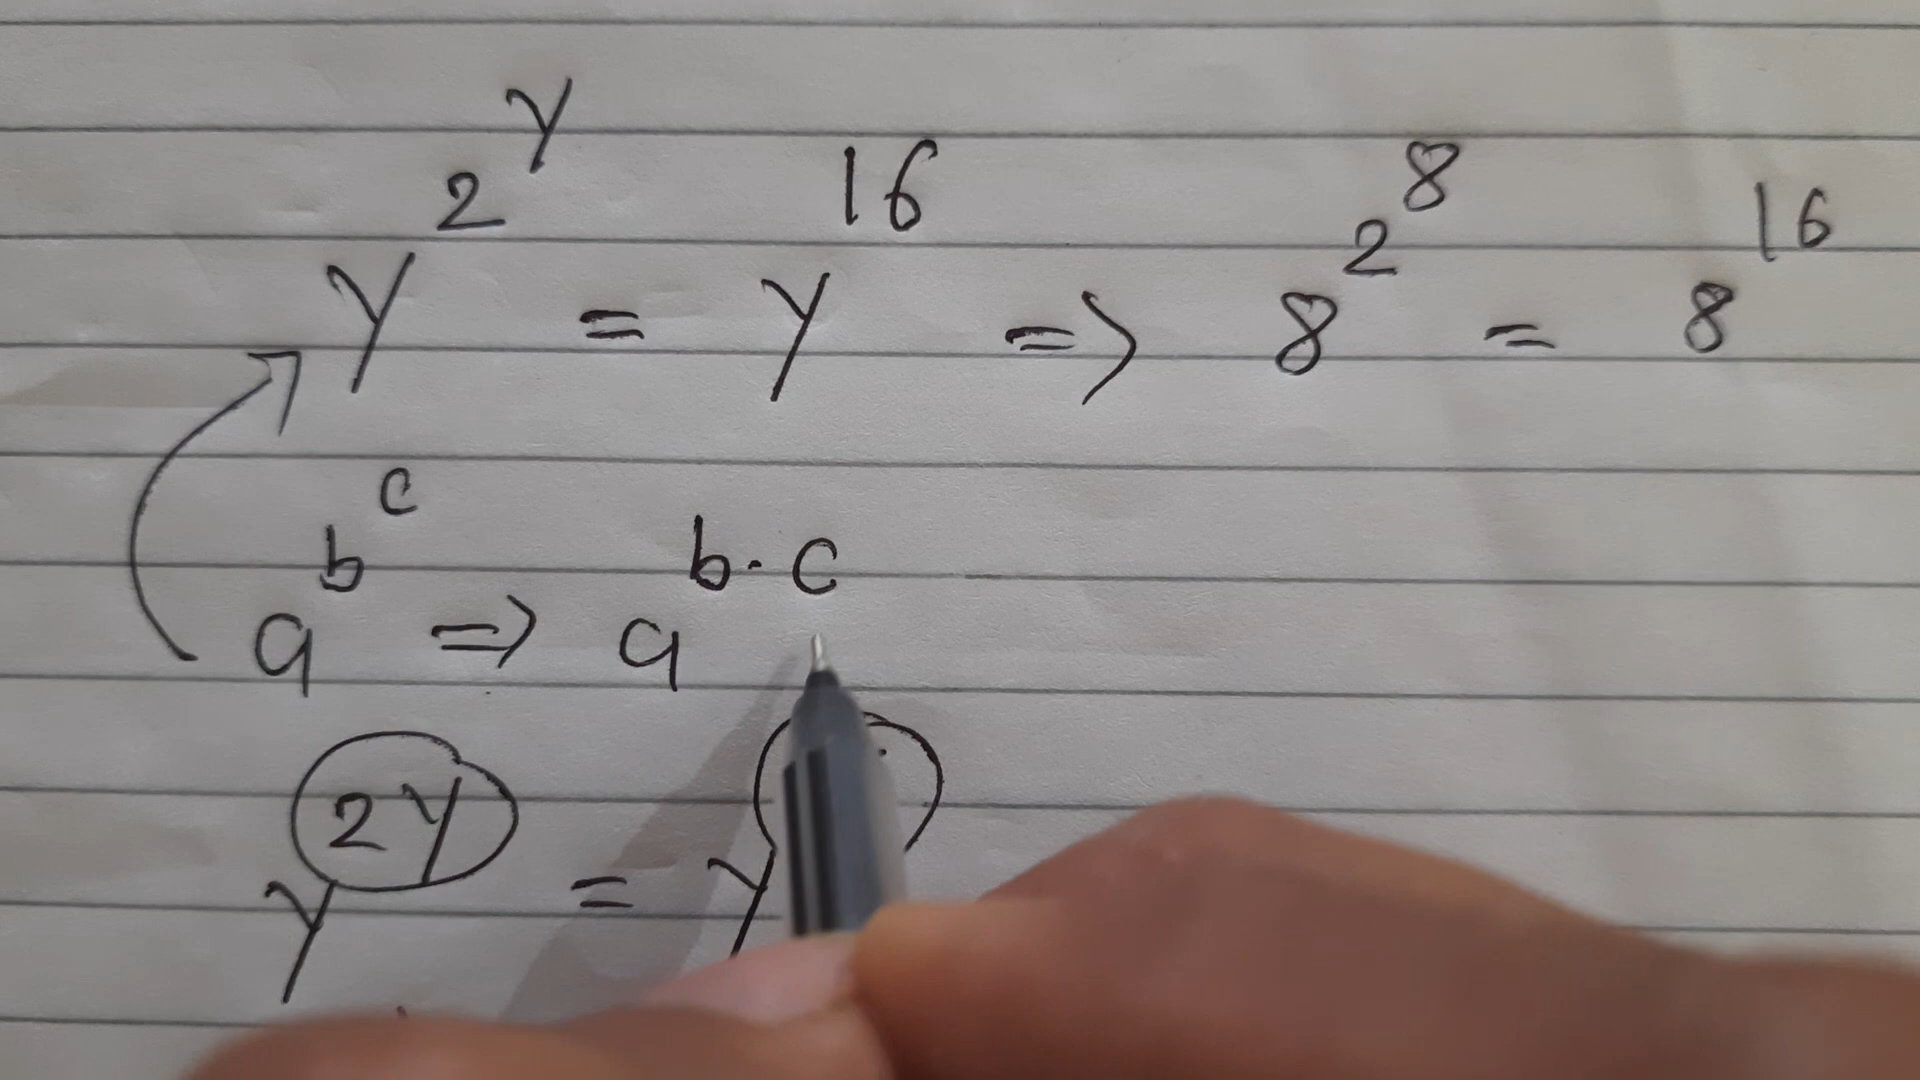 y^2^y = y^16 => 8^2^8 = 8^16
a^b^c => a^b·c
y^2y = y